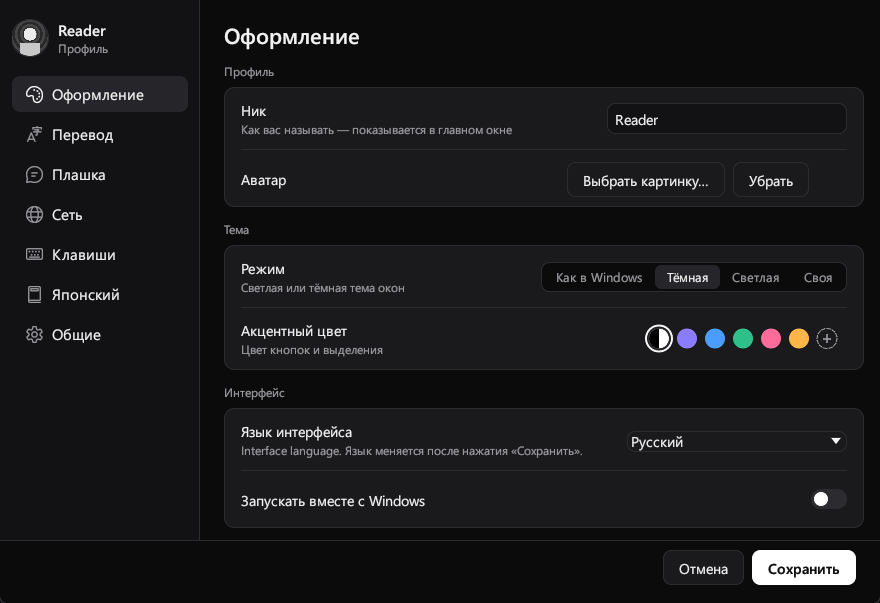 Reader
Профиль
Оформление
Перевод
Плашка
Сеть
Клавиши
Японский
Общие
Оформление
Профиль
Ник
Как вас называть — показывается в главном окне
Reader
Аватар
Выбрать картинку...
Убрать
Тема
Режим
Светлая или тёмная тема окон
Как в Windows
Тёмная
Светлая
Своя
Акцентный цвет
Цвет кнопок и выделения
Интерфейс
Язык интерфейса
Interface language. Язык меняется после нажатия «Сохранить».
Русский
Запускать вместе с Windows
Отмена
Сохранить